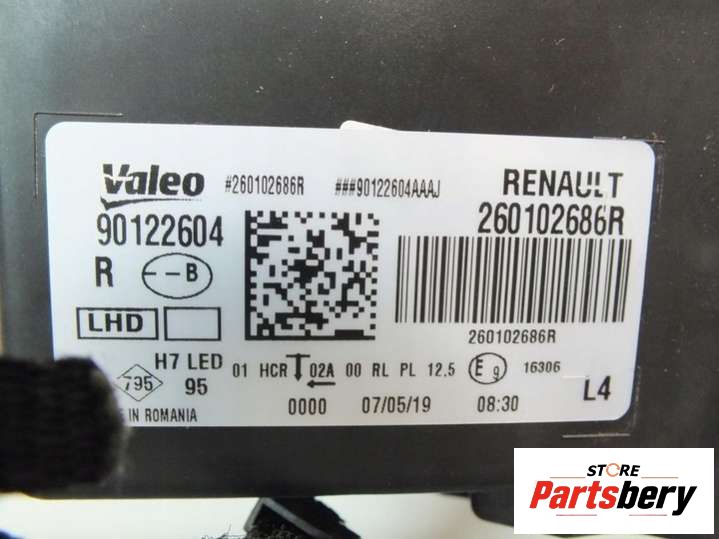 Valeo #260102686R ###90122604AAAJ RENAULT
90122604 260102686R
R --B
LHD 260102686R
H7 LED 01 HCR 02A 00 RL PL 12.5 E9 16306
795 95 L4
IN ROMANIA 0000 07/05/19 08:30
STORE
Partsbery